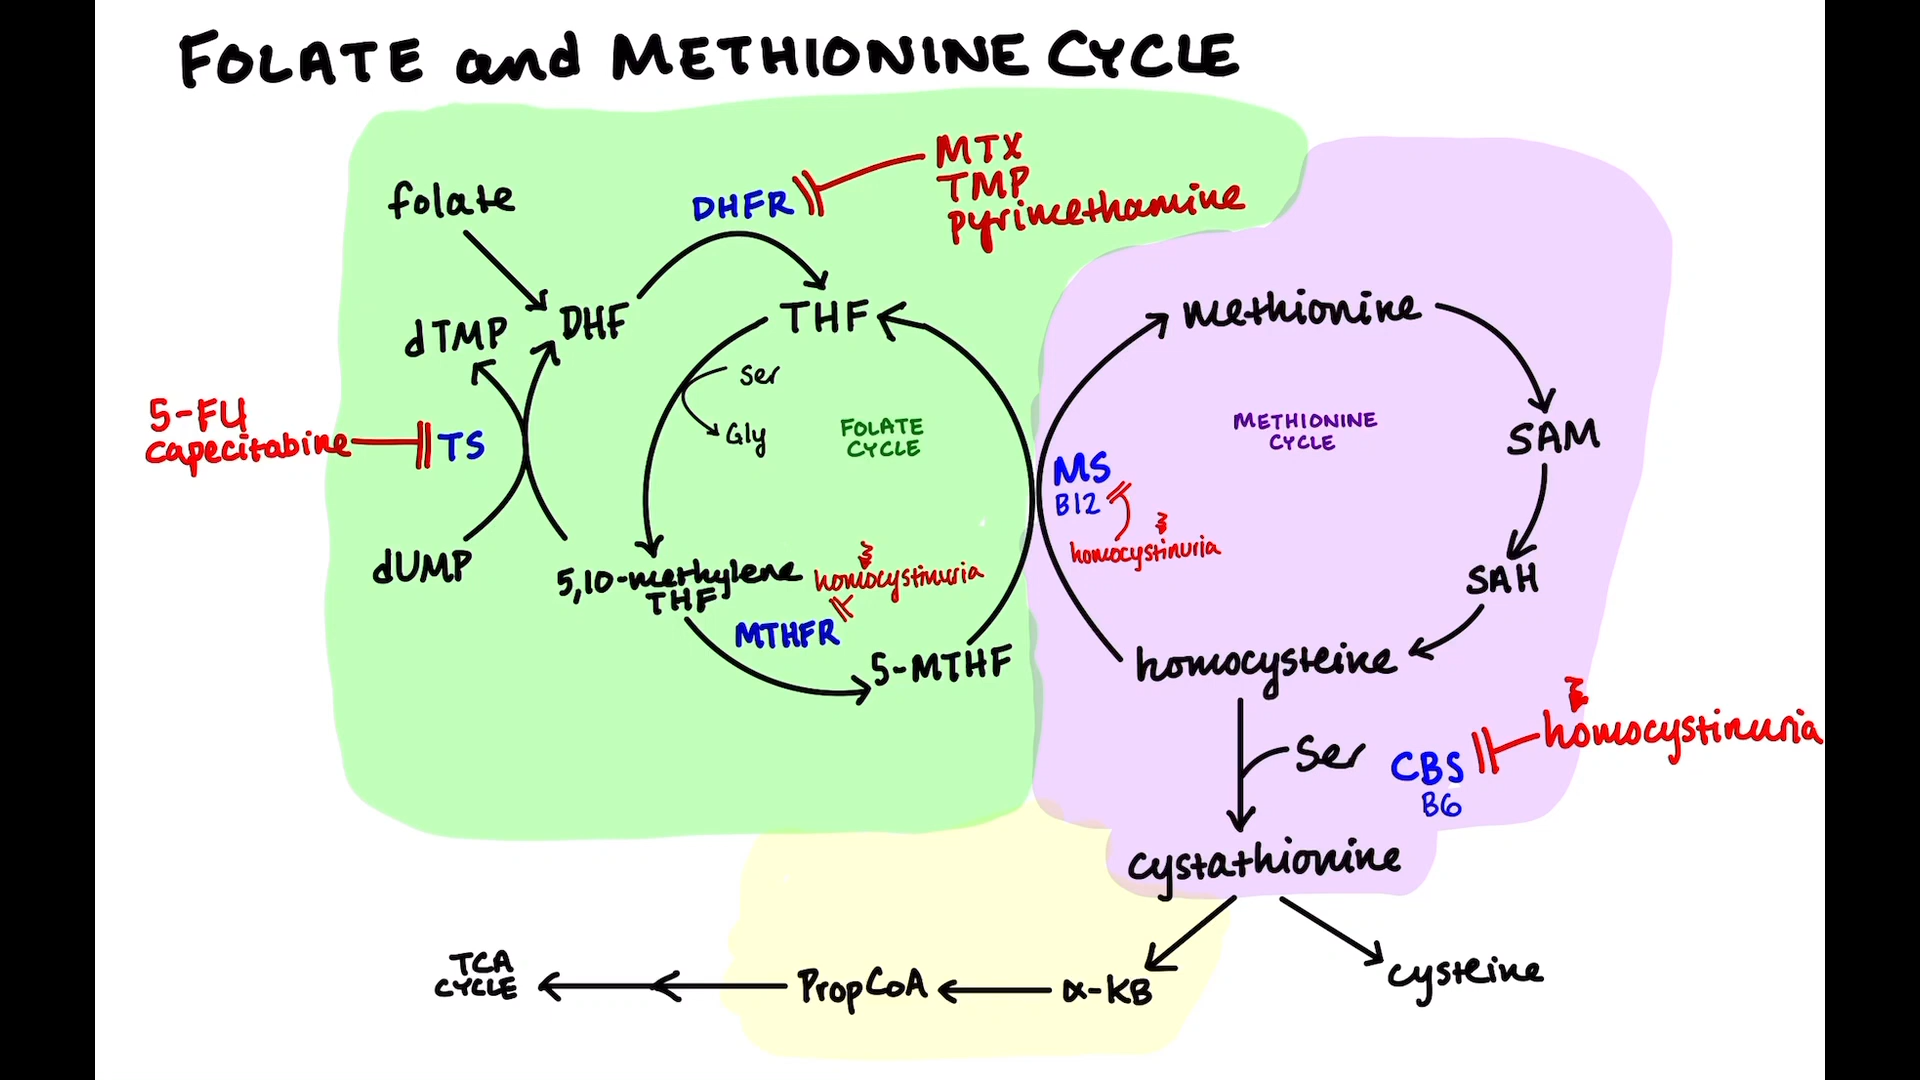 FOLATE and METHIONINE CYCLE
folate
DHFR
MTX
TMP
pyrimethamine
dTMP
DHF
THF
Ser
Gly
FOLATE
CYCLE
5-FU
capecitabine
TS
dUMP
5,10-methylene
THF
homocystinuria
MTHFR
5-MTHF
methionine
METHIONINE
CYCLE
SAM
MS
B12
homocystinuria
SAH
homocysteine
Ser
CBS
B6
homocystinuria
cystathionine
TCA
CYCLE
PropCoA
α-KB
cysteine